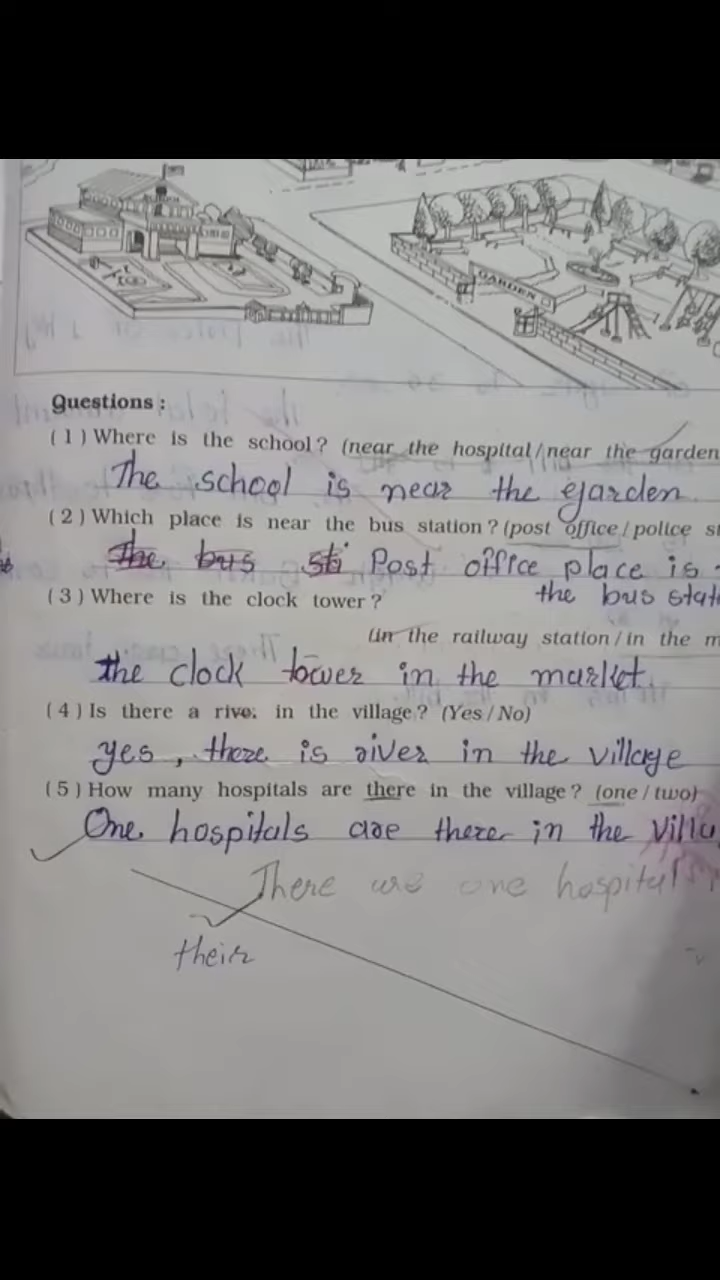 GARDEN
Questions :
( 1 ) Where is the school? (near the hospital/near the garden
The school is near the garden
( 2 ) Which place is near the bus station? (post office/police st
The bus sti Post office place is
the bus stat
( 3 ) Where is the clock tower?
(in the railway station/in the m
the clock tower in the market
( 4 ) Is there a rive. in the village? (Yes/No)
yes, there is river in the village
( 5 ) How many hospitals are there in the village? (one/two)
One hospitals are there in the villa
There are one hospital
their